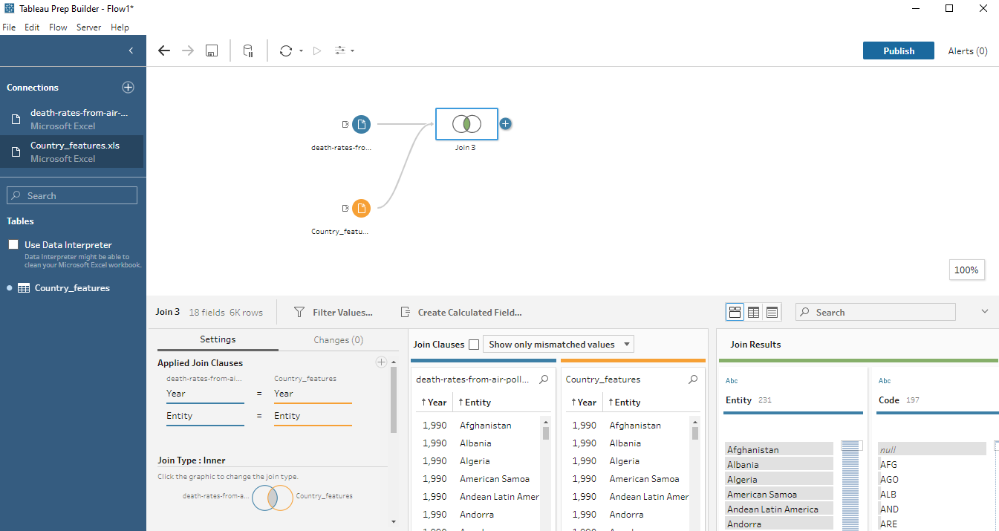 Tableau Prep Builder - Flow1*
File Edit Flow Server Help
Publish
Alerts (0)
Connections
death-rates-from-air-...
Microsoft Excel
Country_features.xls
Microsoft Excel
Search
Tables
Use Data Interpreter
Data Interpreter might be able to
clean your Microsoft Excel workbook.
Country_features
death-rates-fro...
Join 3
Country_featu...
100%
Join 3 18 fields 6K rows
Filter Values...
Create Calculated Field...
Search
Settings
Changes (0)
Applied Join Clauses
death-rates-from-ai... Country_features
Year = Year
Entity = Entity
Join Type : Inner
Click the graphic to change the join type.
death-rates-from-a... Country_features
Join Clauses Show only mismatched values
death-rates-from-air-poll...
Year Entity
1,990 Afghanistan
1,990 Albania
1,990 Algeria
1,990 American Samoa
1,990 Andean Latin Amer
1,990 Andorra
Country_features
Year Entity
1,990 Afghanistan
1,990 Albania
1,990 Algeria
1,990 American Samoa
1,990 Andean Latin Amer
1,990 Andorra
Join Results
Abc
Entity 231
Afghanistan
Albania
Algeria
American Samoa
Andean Latin America
Andorra
Abc
Code 197
null
AFG
AGO
ALB
AND
ARE